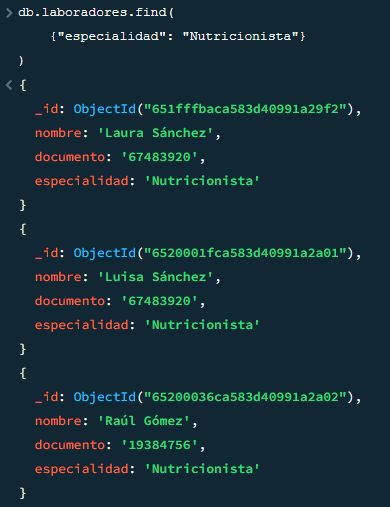 > db.laboradores.find(
{"especialidad": "Nutricionista"}
)
< {
_id: ObjectId("651fffbaca583d40991a29f2"),
nombre: 'Laura Sánchez',
documento: '67483920',
especialidad: 'Nutricionista'
}
{
_id: ObjectId("6520001fca583d40991a2a01"),
nombre: 'Luisa Sánchez',
documento: '67483920',
especialidad: 'Nutricionista'
}
{
_id: ObjectId("65200036ca583d40991a2a02"),
nombre: 'Raúl Gómez',
documento: '19384756',
especialidad: 'Nutricionista'
}